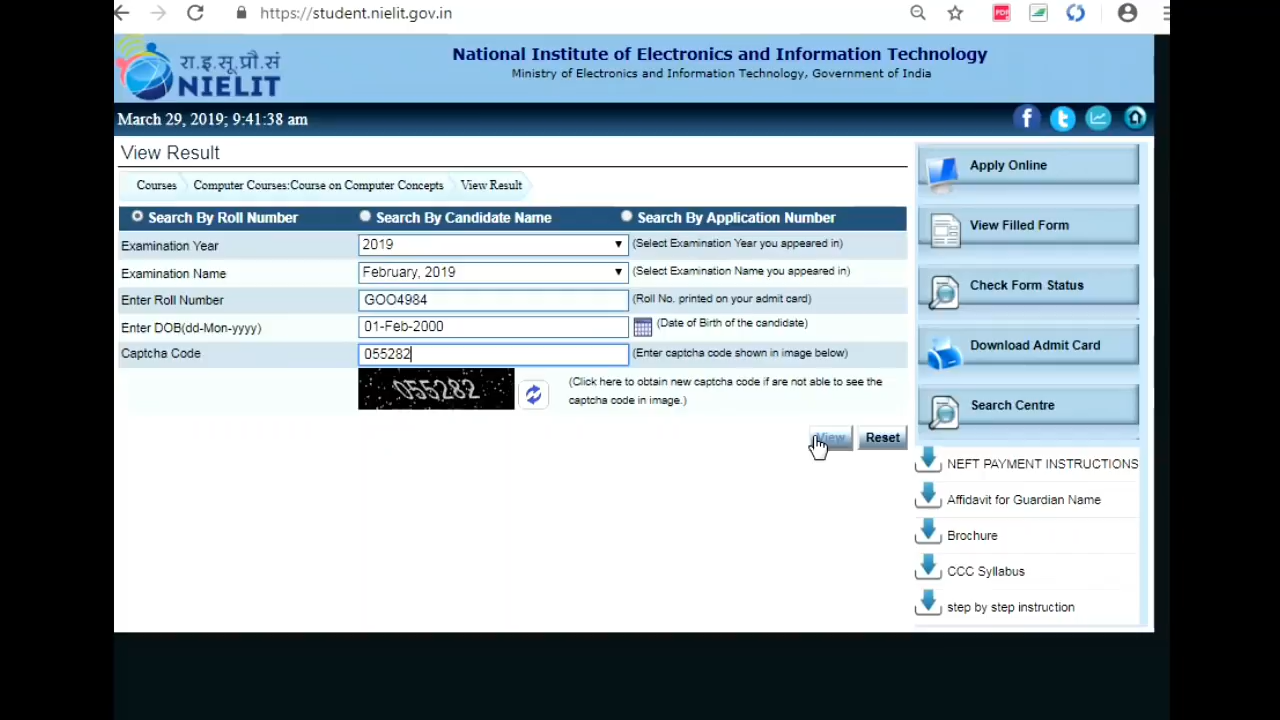 https://student.nielit.gov.in
रा.इ.सू.प्रौ.सं
NIELIT
National Institute of Electronics and Information Technology
Ministry of Electronics and Information Technology, Government of India
March 29, 2019; 9:41:38 am
View Result
Courses Computer Courses:Course on Computer Concepts View Result
Search By Roll Number Search By Candidate Name Search By Application Number
Examination Year 2019 (Select Examination Year you appeared in)
Examination Name February, 2019 (Select Examination Name you appeared in)
Enter Roll Number GOO4984 (Roll No. printed on your admit card)
Enter DOB(dd-Mon-yyyy) 01-Feb-2000 (Date of Birth of the candidate)
Captcha Code 055282 (Enter captcha code shown in image below)
055282 (Click here to obtain new captcha code if are not able to see the
captcha code in image.)
View Reset
Apply Online
View Filled Form
Check Form Status
Download Admit Card
Search Centre
NEFT PAYMENT INSTRUCTIONS
Affidavit for Guardian Name
Brochure
CCC Syllabus
step by step instruction
PDF